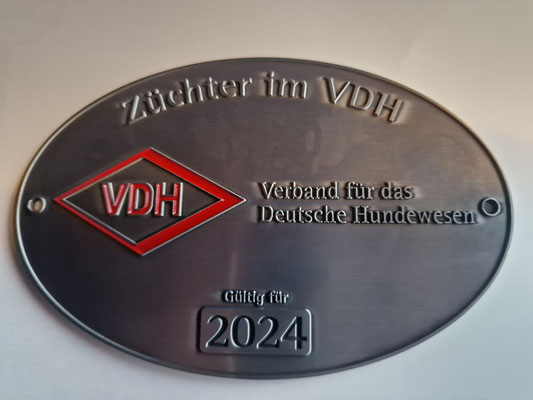 Züchter im VDH
VDH
Verband für das
Deutsche Hundewesen
Gültig für
2024